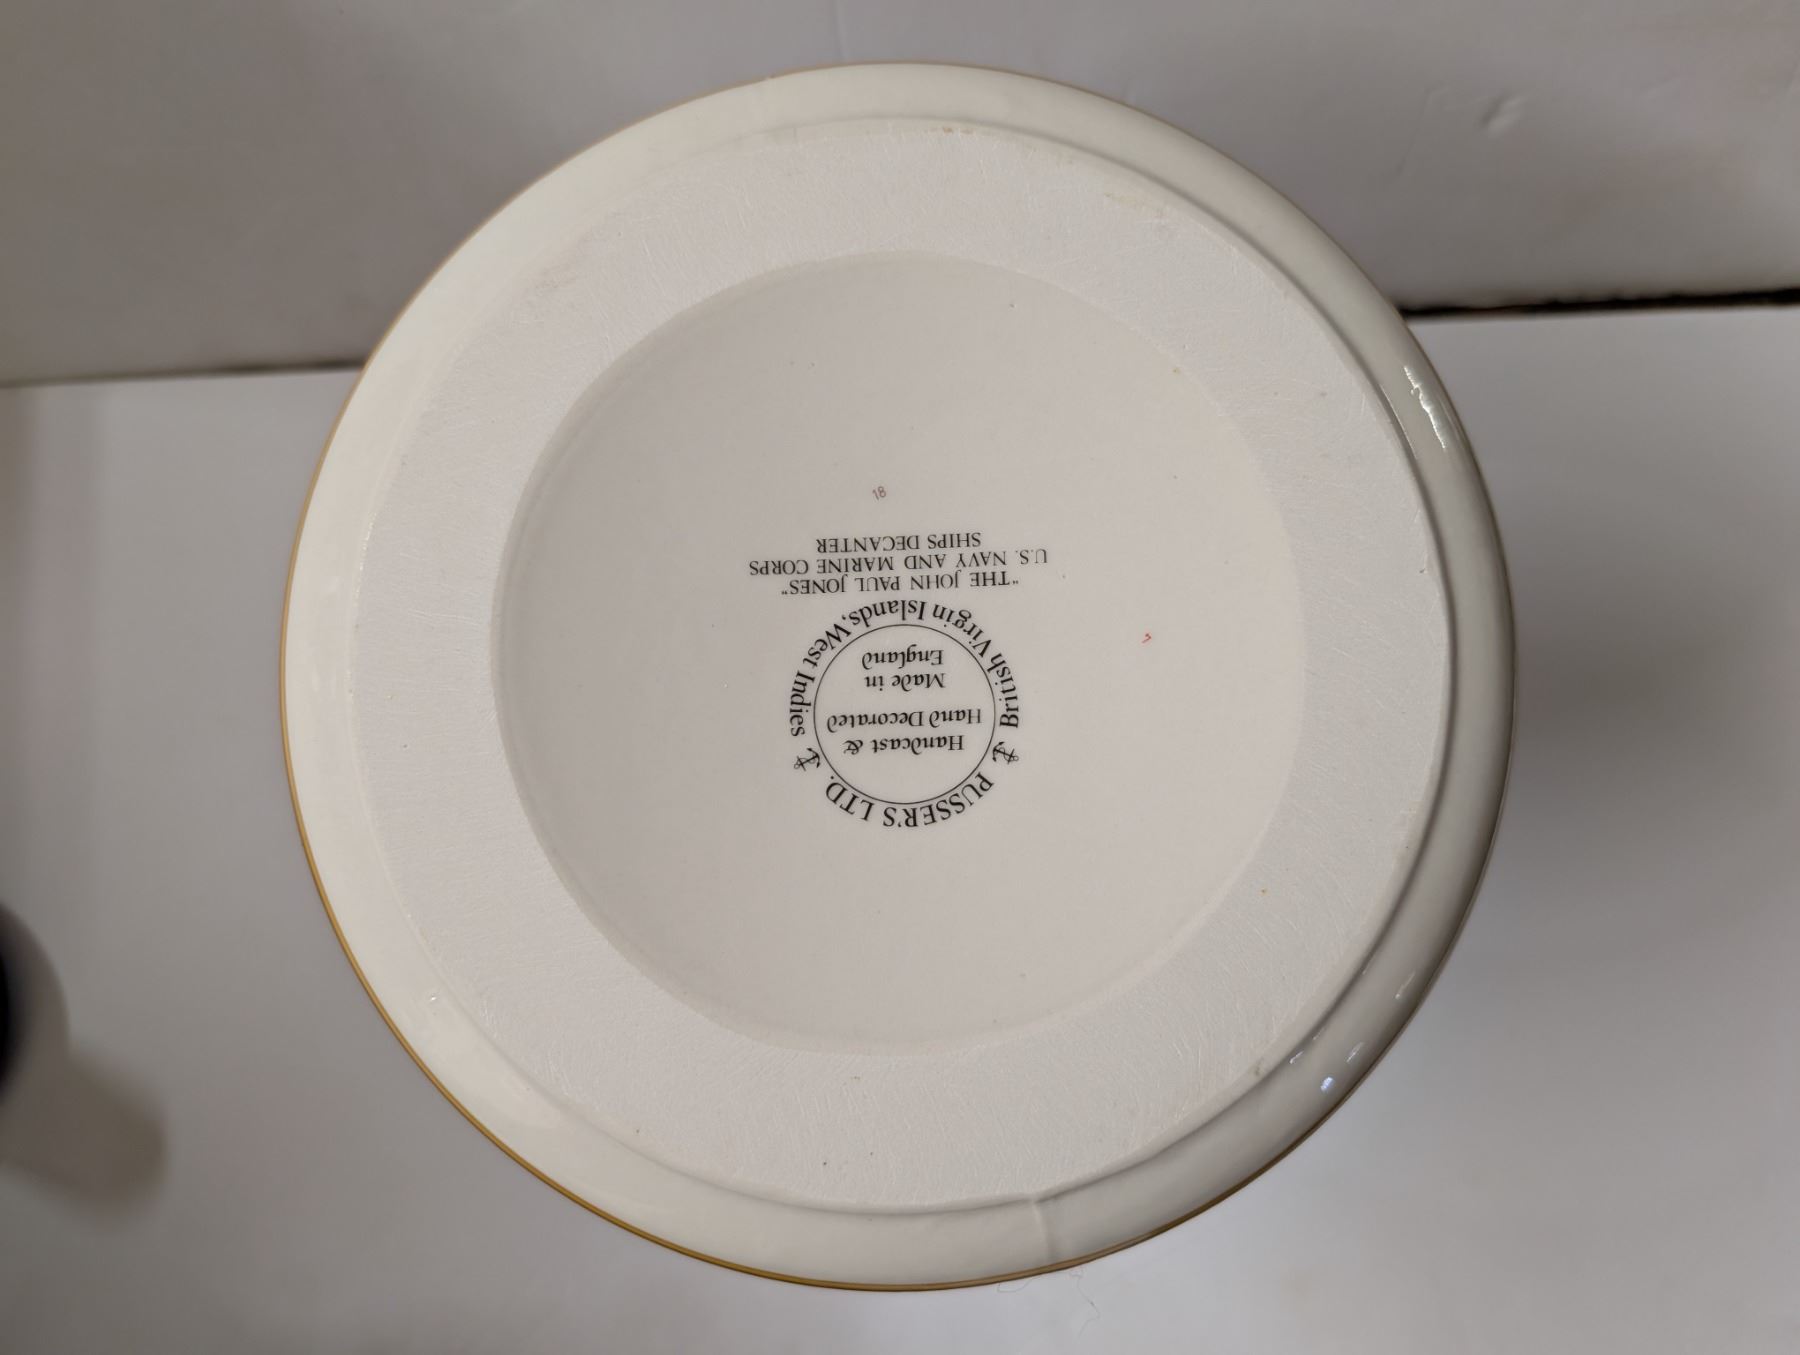 PUSSER'S LTD.
British Virgin Islands, West Indies
Handcast &
Hand Decorated
Made in
England
"THE JOHN PAUL JONES"
U.S. NAVY AND MARINE CORPS
SHIPS DECANTER
18